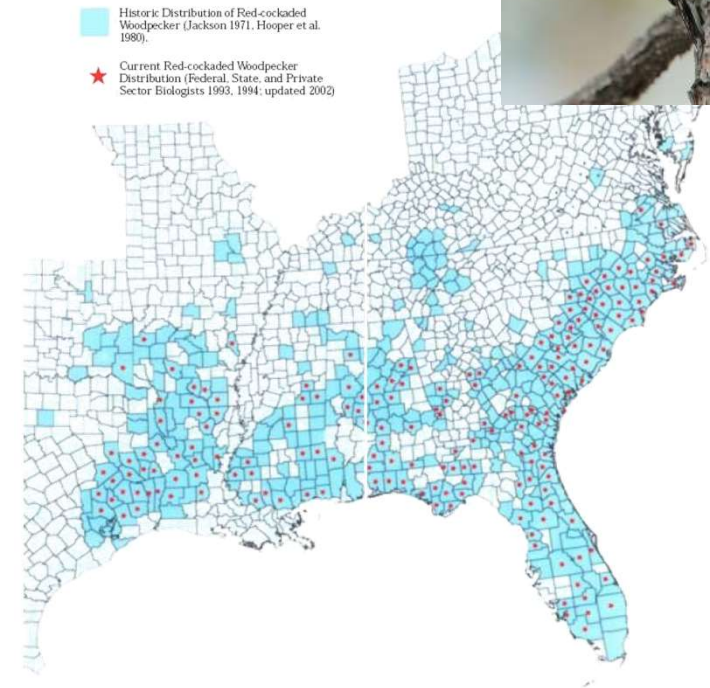 Historic Distribution of Red-cockaded
Woodpecker (Jackson 1971, Hooper et al.
1980).
Current Red-cockaded Woodpecker
Distribution (Federal, State, and Private
Sector Biologists 1993, 1994; updated 2002)